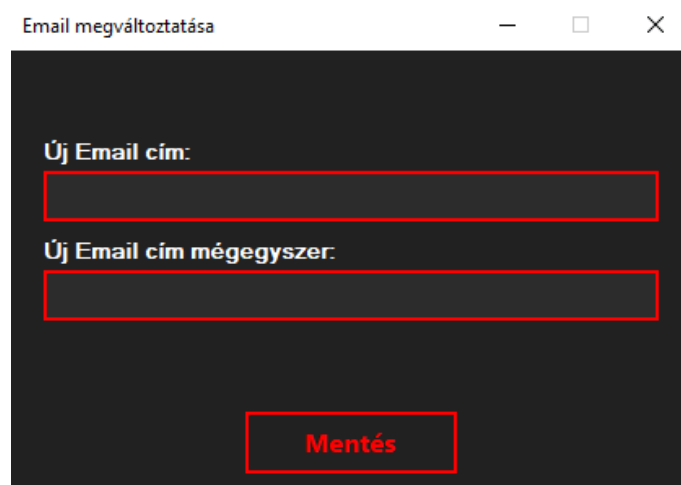 Email megváltoztatása
Új Email cím:
Új Email cím mégegyszer:
Mentés